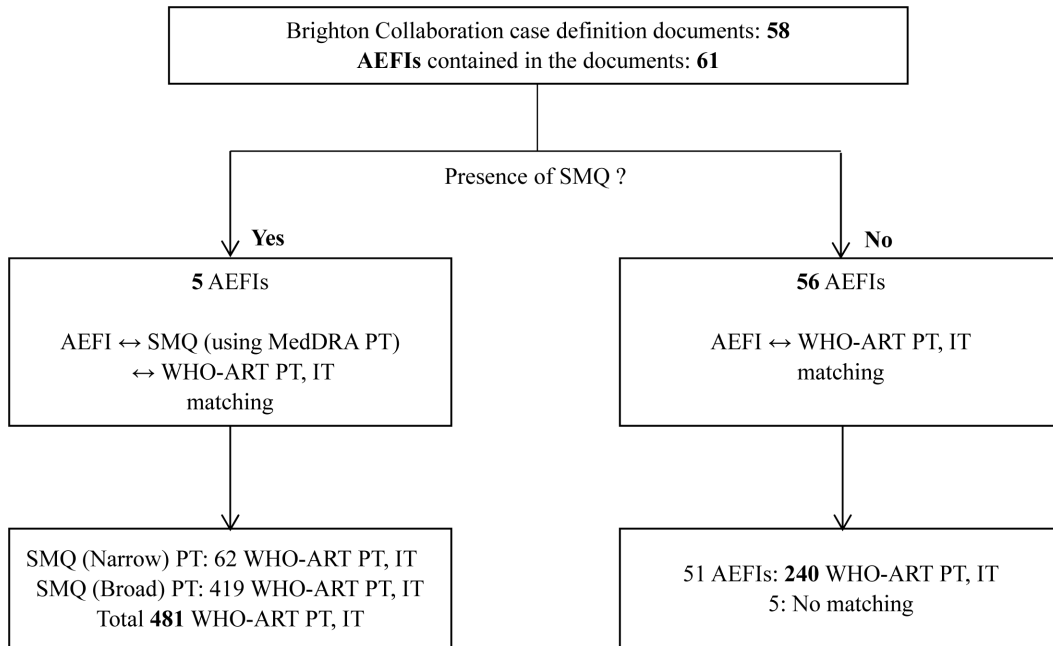 Brighton Collaboration case definition documents: 58
AEFIs contained in the documents: 61
Presence of SMQ ?
Yes
No
5 AEFIs
AEFI ↔ SMQ (using MedDRA PT)
↔ WHO-ART PT, IT
matching
56 AEFIs
AEFI ↔ WHO-ART PT, IT
matching
SMQ (Narrow) PT: 62 WHO-ART PT, IT
SMQ (Broad) PT: 419 WHO-ART PT, IT
Total 481 WHO-ART PT, IT
51 AEFIs: 240 WHO-ART PT, IT
5: No matching